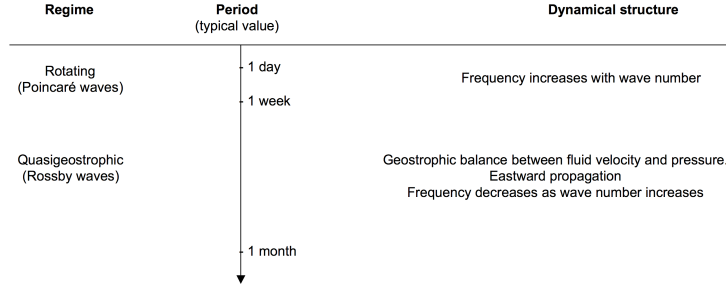 Regime Period Dynamical structure
(typical value)
1 day
Rotating
(Poincaré waves)
Frequency increases with wave number
1 week
Quasigeostrophic
(Rossby waves)
Geostrophic balance between fluid velocity and pressure.
Eastward propagation
Frequency decreases as wave number increases
1 month